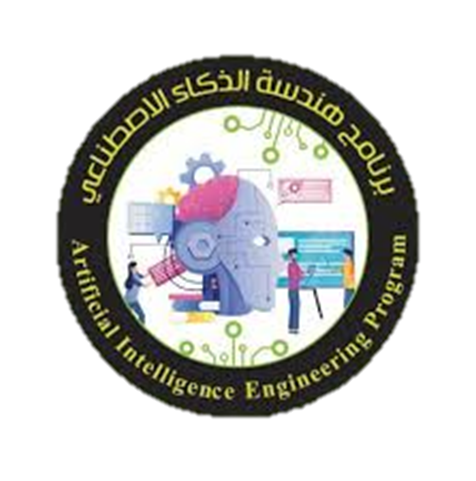 برنامج هندسة الذكاء الاصطناعي
Artificial Intelligence Engineering Program